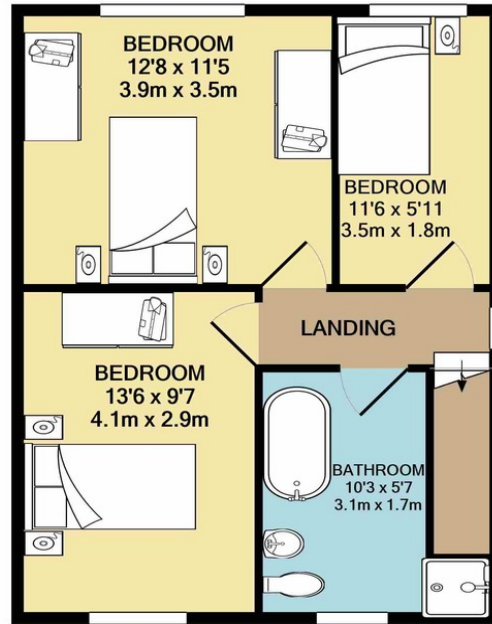 BEDROOM
12'8 x 11'5
3.9m x 3.5m
BEDROOM
11'6 x 5'11
3.5m x 1.8m
LANDING
BEDROOM
13'6 x 9'7
4.1m x 2.9m
BATHROOM
10'3 x 5'7
3.1m x 1.7m